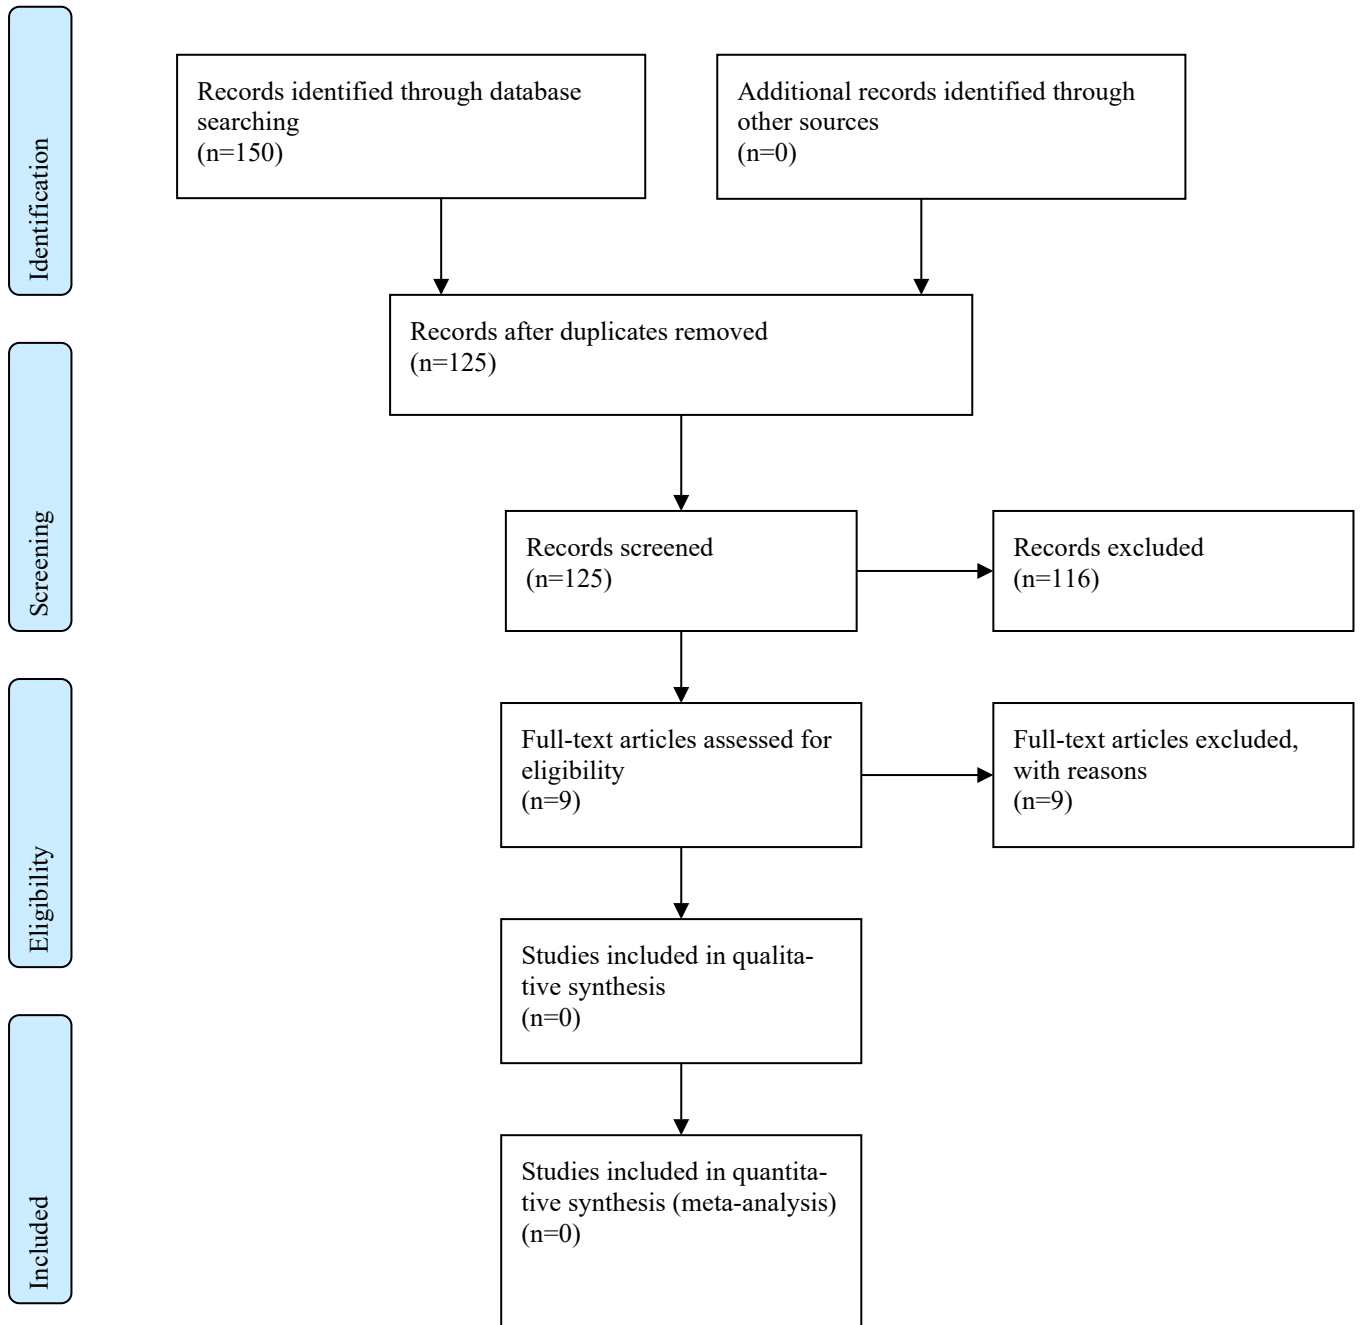 Identification
Records identified through database
searching
(n=150)
Additional records identified through
other sources
(n=0)
Records after duplicates removed
(n=125)
Screening
Records screened
(n=125)
Records excluded
(n=116)
Eligibility
Full-text articles assessed for
eligibility
(n=9)
Full-text articles excluded,
with reasons
(n=9)
Studies included in qualita-
tive synthesis
(n=0)
Included
Studies included in quantita-
tive synthesis (meta-analysis)
(n=0)